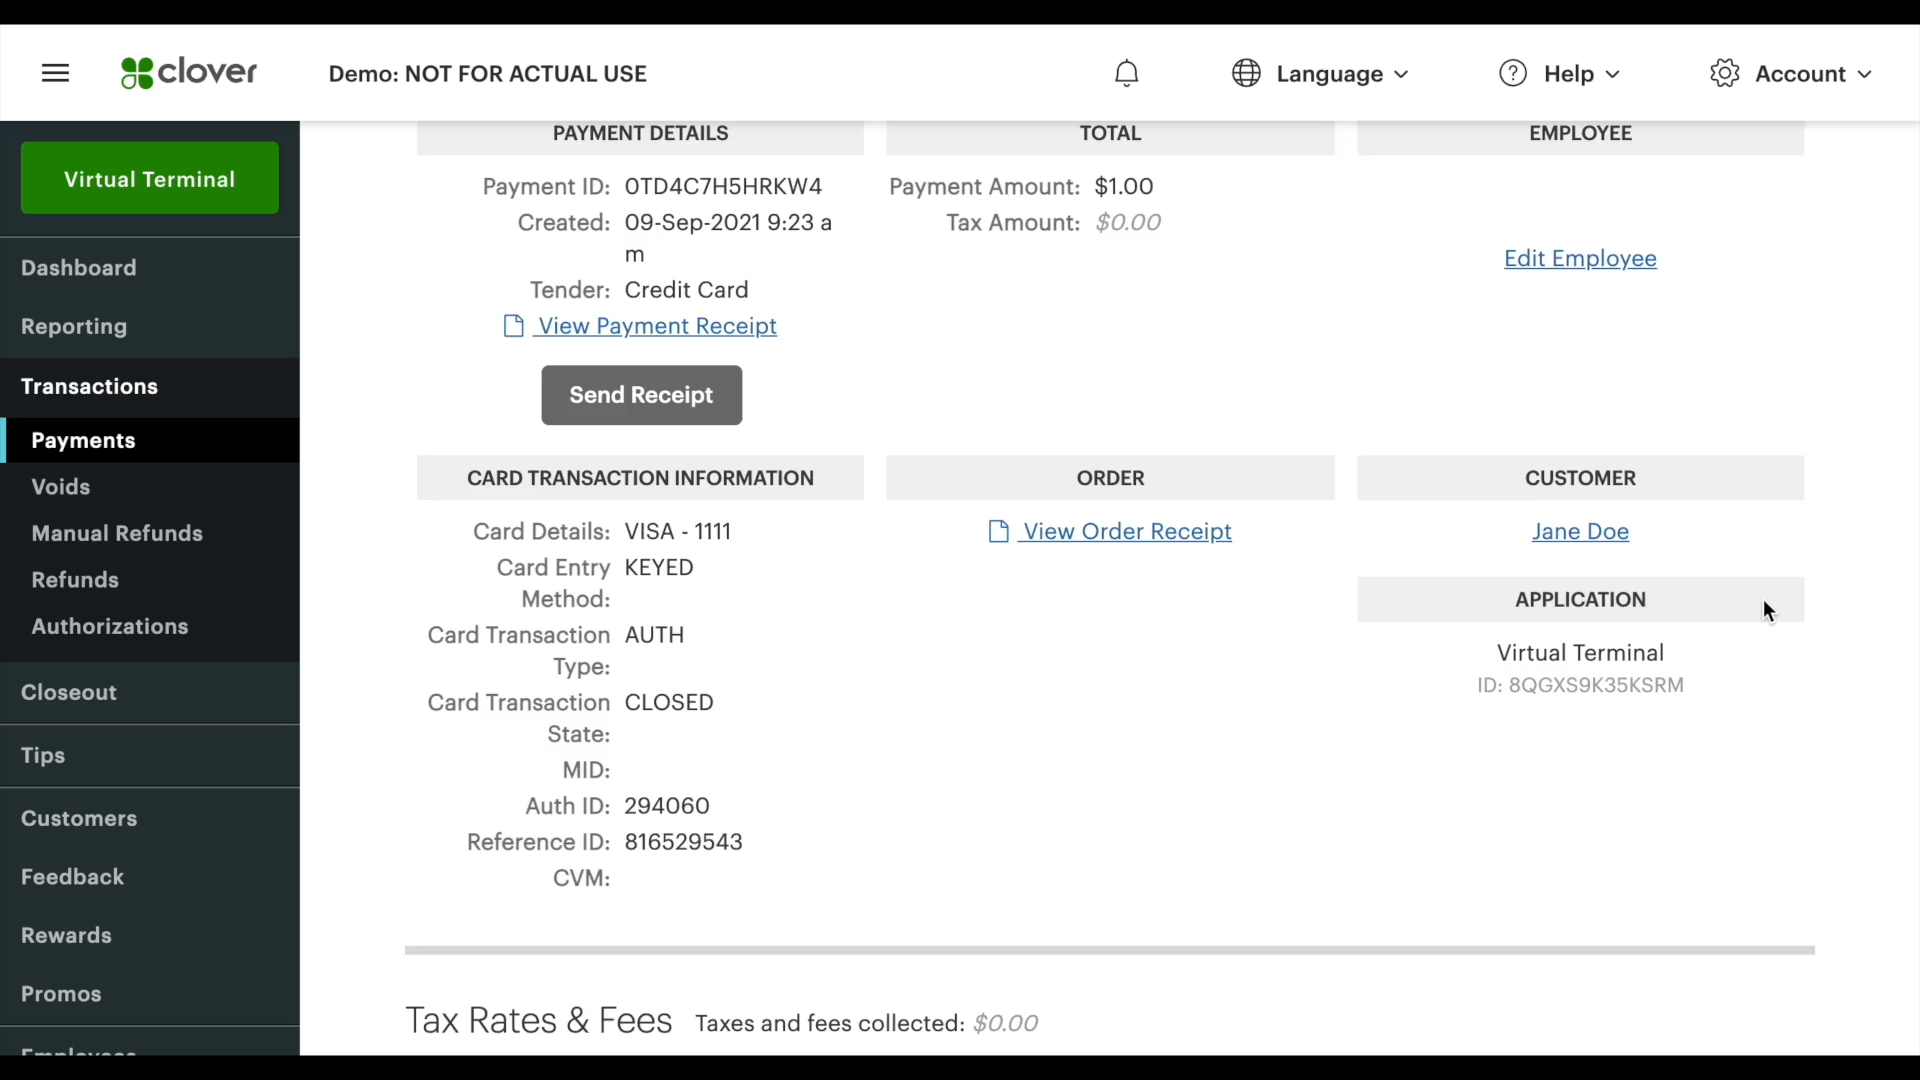 clover
Demo: NOT FOR ACTUAL USE
Language
Help
Account
Virtual Terminal
Dashboard
Reporting
Transactions
Payments
Voids
Manual Refunds
Refunds
Authorizations
Closeout
Tips
Customers
Feedback
Rewards
Promos
Employees
PAYMENT DETAILS
Payment ID: 0TD4C7H5HRKW4
Created: 09-Sep-2021 9:23 a
m
Tender: Credit Card
View Payment Receipt
Send Receipt
TOTAL
Payment Amount: $1.00
Tax Amount: $0.00
EMPLOYEE
Edit Employee
CARD TRANSACTION INFORMATION
Card Details: VISA - 1111
Card Entry KEYED
Method:
Card Transaction AUTH
Type:
Card Transaction CLOSED
State:
MID:
Auth ID: 294060
Reference ID: 816529543
CVM:
ORDER
View Order Receipt
CUSTOMER
Jane Doe
APPLICATION
Virtual Terminal
ID: 8QGXS9K35KSRM
Tax Rates & Fees Taxes and fees collected: $0.00